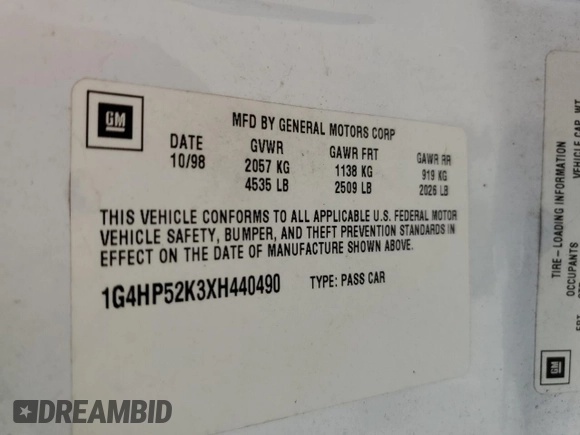 GM
MFD BY GENERAL MOTORS CORP
DATE GVWR GAWR FRT GAWR RR
10/98 2057 KG 1138 KG 919 KG
4535 LB 2509 LB 2026 LB
THIS VEHICLE CONFORMS TO ALL APPLICABLE U.S. FEDERAL MOTOR
VEHICLE SAFETY, BUMPER, AND THEFT PREVENTION STANDARDS IN
EFFECT ON THE DATE OF MANUFACTURE SHOWN ABOVE.
1G4HP52K3XH440490 TYPE: PASS CAR
TIRE-LOADING INFORMATION
OCCUPANTS VEHICLE CAP. WT.
FRT
GM
DREAMBID